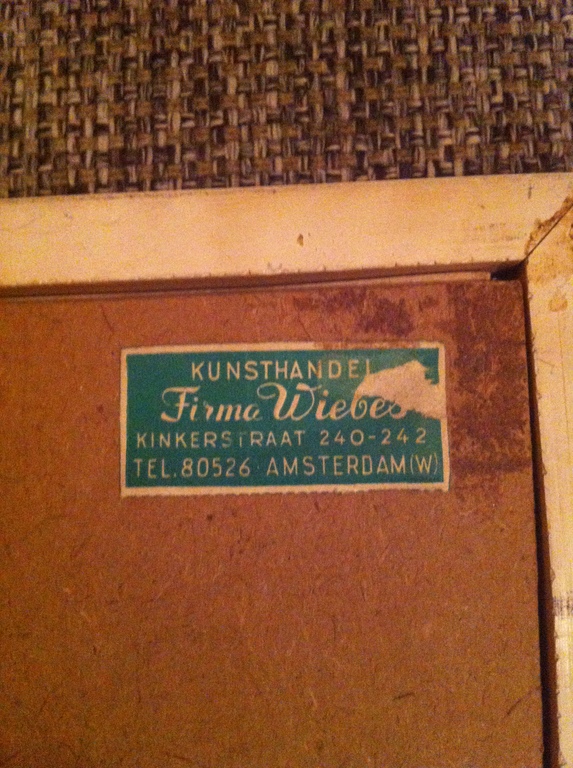 KUNSTHANDEL
Firma Wiebes
KINKERSTRAAT 240-242
TEL. 80526 AMSTERDAM (W)